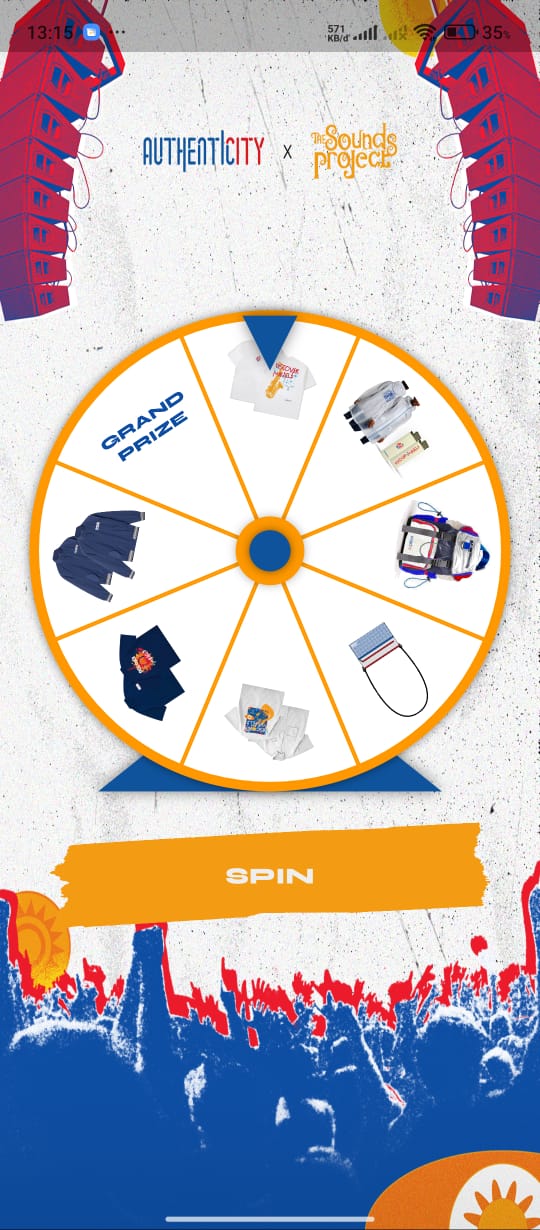 13:15
571
KB/d'
35%
AUTHENTICITY
X
The Sounds
project
GRAND
PRIZE
SPIN